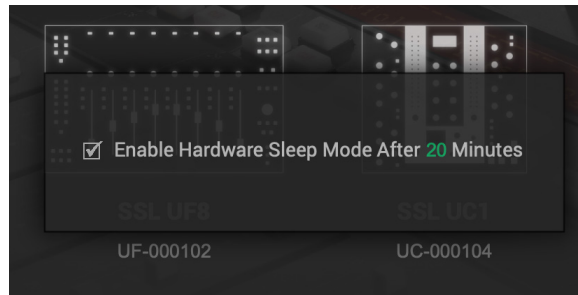 Enable Hardware Sleep Mode After 20 Minutes
SSL UF8
SSL UC1
UF-000102
UC-000104